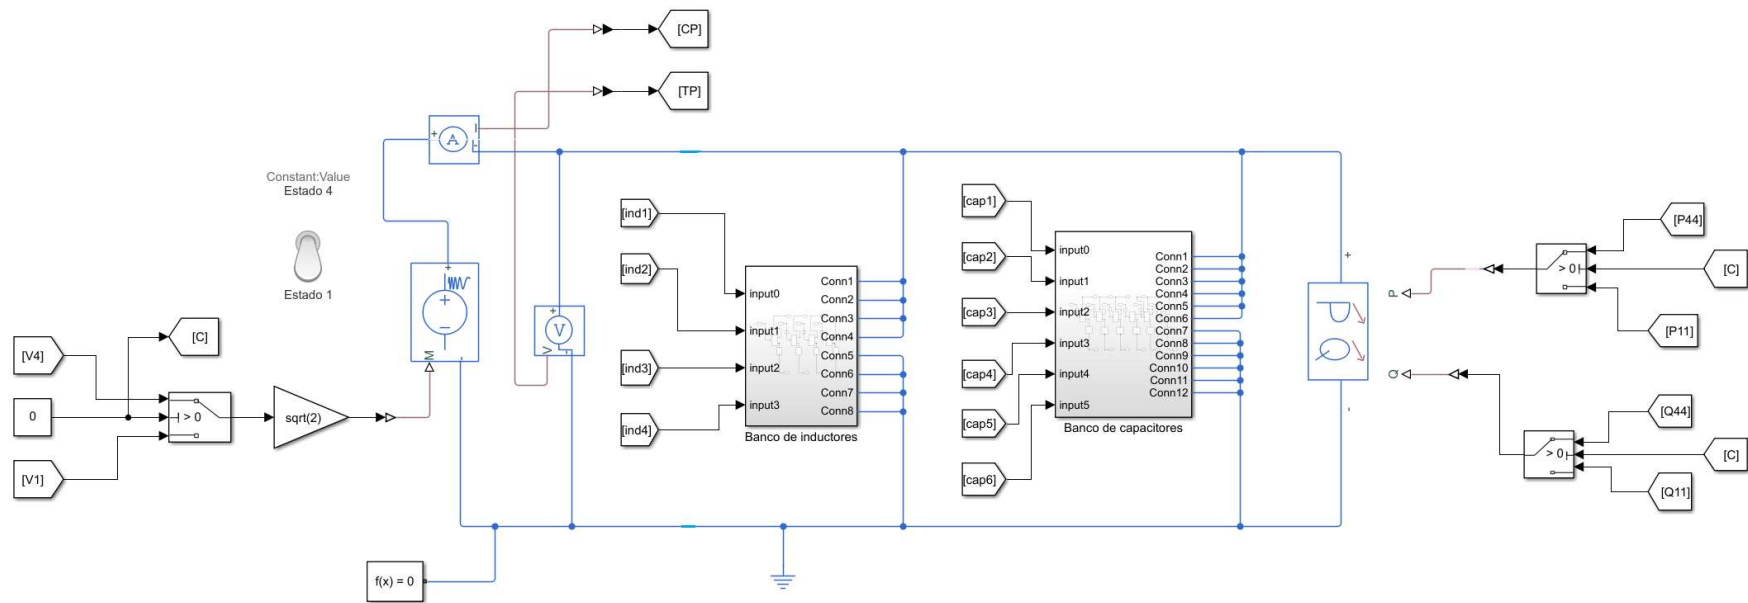 [CP]
[TP]
A
Constant:Value
Estado 4
Estado 1
[V4]
[C]
0
> 0
[V1]
sqrt(2)
M
V
V
[ind1]
[ind2]
[ind3]
[ind4]
input0
input1
input2
input3
Conn1
Conn2
Conn3
Conn4
Conn5
Conn6
Conn7
Conn8
Banco de inductores
[cap1]
[cap2]
[cap3]
[cap4]
[cap5]
[cap6]
input0
input1
input2
input3
input4
input5
Conn1
Conn2
Conn3
Conn4
Conn5
Conn6
Conn7
Conn8
Conn9
Conn10
Conn11
Conn12
Banco de capacitores
P
Q
P
Q
> 0
[P44]
[C]
[P11]
> 0
[Q44]
[C]
[Q11]
f(x) = 0